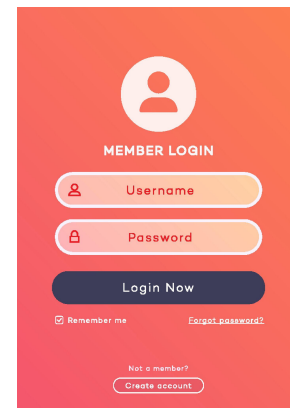 MEMBER LOGIN
Username
Password
Login Now
Remember me Forgot password?
Not a member?
Create account